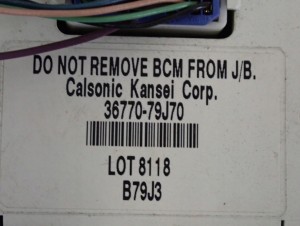 DO NOT REMOVE BCM FROM J/B.
Calsonic Kansei Corp.
36770-79J70
LOT 8118
B79J3